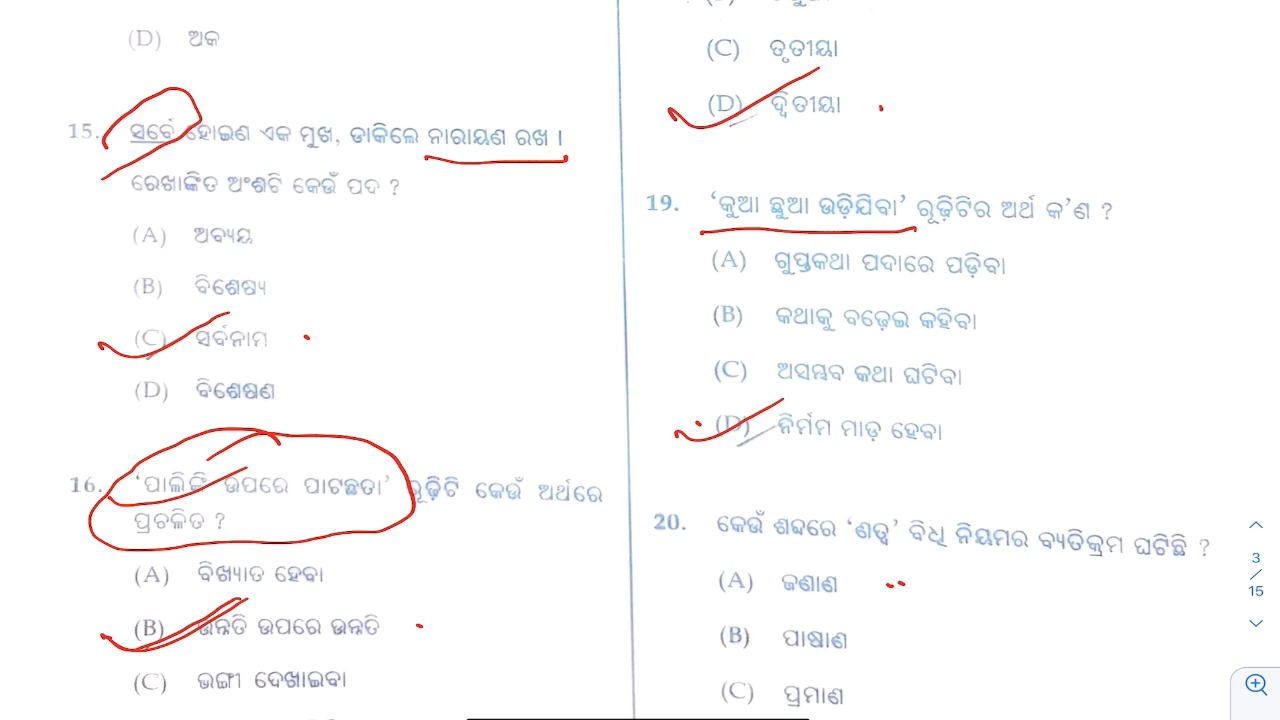 (D) ଅକ
15. ସର୍ବେ ହୋଇଣ ଏକ ମୁଖ, ଡାକିଲେ ନାରାୟଣ ରଖ ।
ରେଖାଙ୍କିତ ଅଂଶଟି କେଉଁ ପଦ ?
(A) ଅବ୍ୟୟ
(B) ବିଶେଷ୍ୟ
(C) ସର୍ବନାମ
(D) ବିଶେଷଣ
16. ‘ପାଲିଙ୍କି ଉପରେ ପାଟଛତା’ ରୂଢ଼ିଟି କେଉଁ ଅର୍ଥରେ
ପ୍ରଚଳିତ ?
(A) ବିଖ୍ୟାତ ହେବା
(B) ଉନ୍ନତି ଉପରେ ଉନ୍ନତି
(C) ଭଙ୍ଗୀ ଦେଖାଇବା
(C) ତୃତୀୟା
(D) ଦ୍ୱିତୀୟା
19. ‘କୁଆ ଛୁଆ ଉଡ଼ିଯିବା’ ରୂଢ଼ିଟିର ଅର୍ଥ କ’ଣ ?
(A) ଗୁପ୍ତକଥା ପଦାରେ ପଡ଼ିବା
(B) କଥାକୁ ବଢ଼େଇ କହିବା
(C) ଅସମ୍ଭବ କଥା ଘଟିବା
(D) ନିର୍ମମ ମାଡ଼ ହେବା
20. କେଉଁ ଶବ୍ଦରେ ‘ଣତ୍ୱ’ ବିଧି ନିୟମର ବ୍ୟତିକ୍ରମ ଘଟିଛି ?
(A) ଜଣାଣ
(B) ପାଷାଣ
(C) ପ୍ରମାଣ
3
/
15